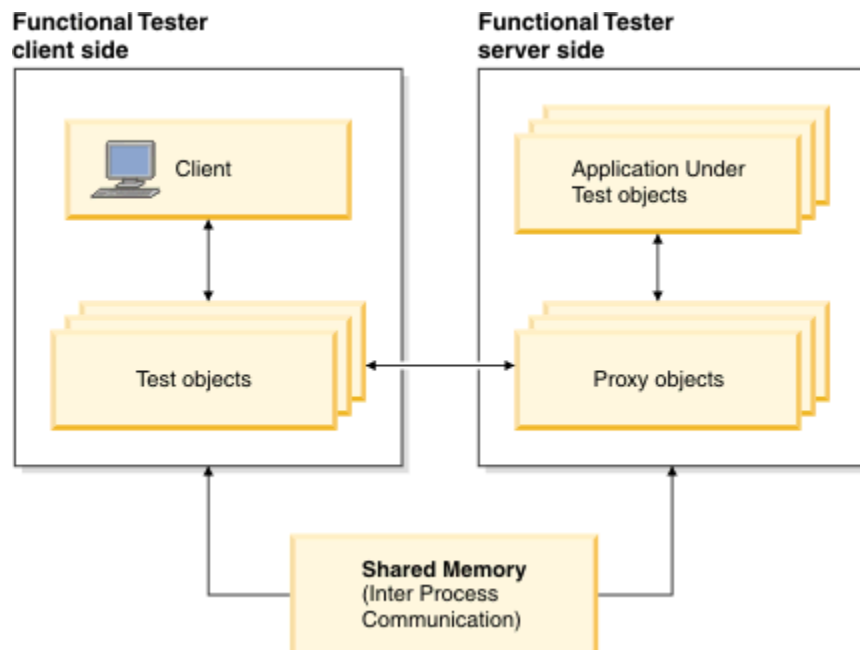 Functional Tester
client side
Functional Tester
server side
Client
Application Under
Test objects
Test objects
Proxy objects
Shared Memory
(Inter Process
Communication)